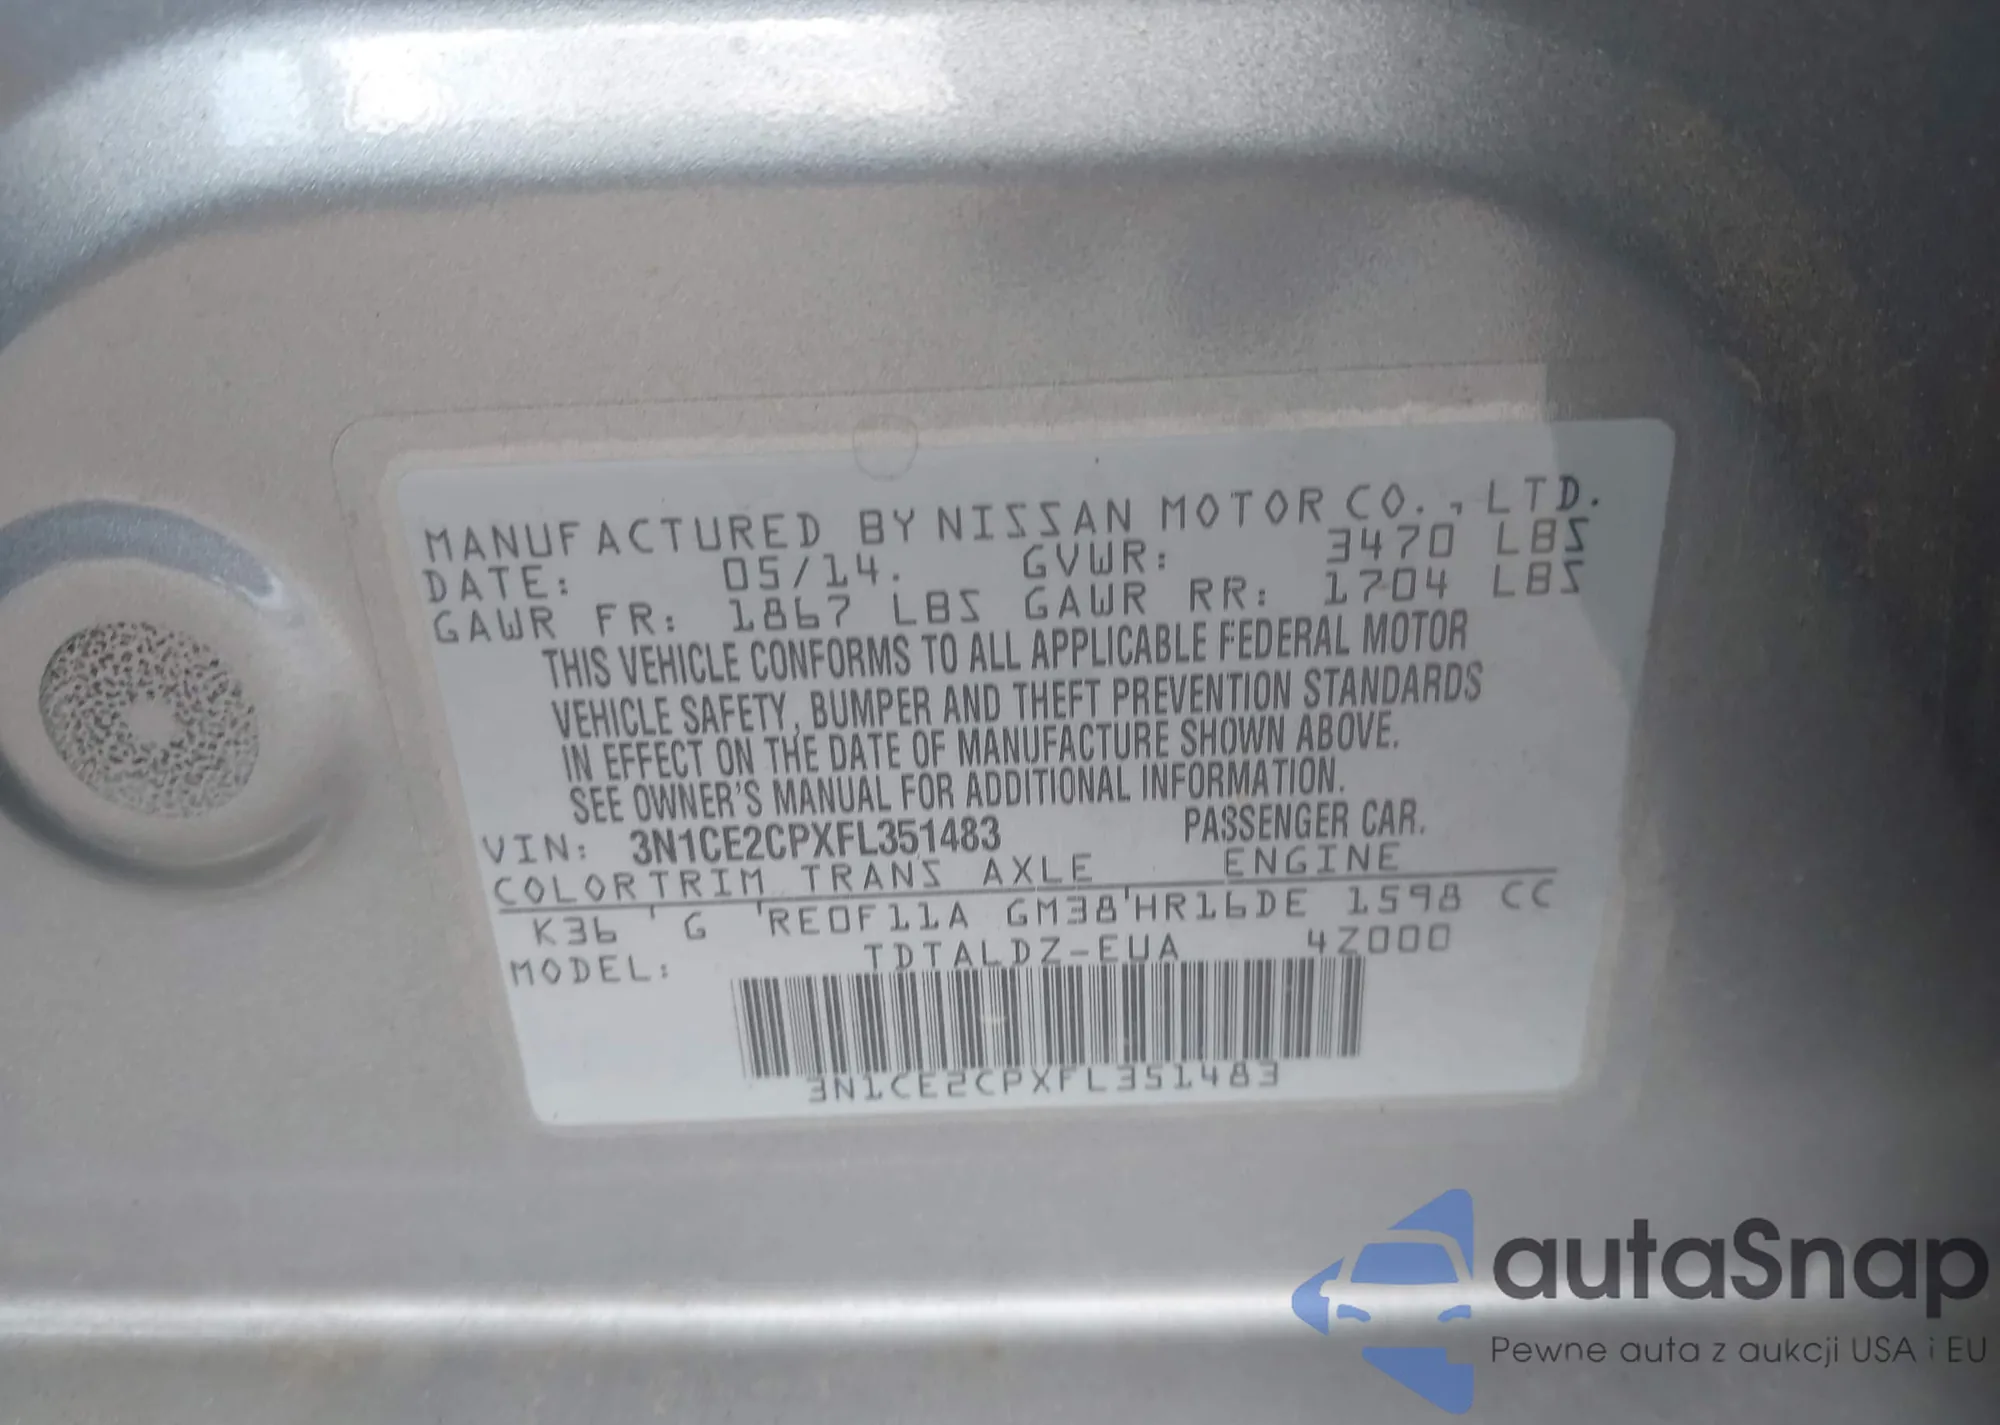 MANUFACTURED BY NISSAN MOTOR CO., LTD.
DATE: 05/14. GVWR: 3470 LBS
GAWR FR: 1867 LBS GAWR RR: 1704 LBS
THIS VEHICLE CONFORMS TO ALL APPLICABLE FEDERAL MOTOR
VEHICLE SAFETY, BUMPER AND THEFT PREVENTION STANDARDS
IN EFFECT ON THE DATE OF MANUFACTURE SHOWN ABOVE.
SEE OWNER'S MANUAL FOR ADDITIONAL INFORMATION.
VIN: 3N1CE2CPXFL351483 PASSENGER CAR.
COLOR TRIM TRANS AXLE ENGINE
K36 ' G 'RE0F11A GM38'HR16DE 1598 CC
MODEL: TDTALDZ-EUA 4Z000
3N1CE2CPXFL351483
autaSnap
Pewne auta z aukcji USA i EU